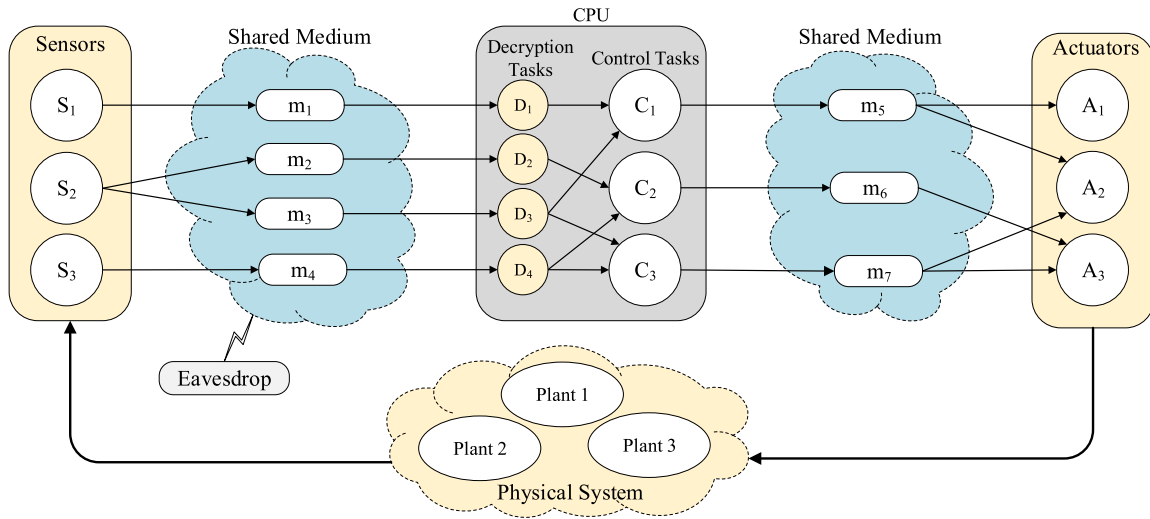 CPU
Sensors
Shared Medium
Decryption
Tasks
Control Tasks
Shared Medium
Actuators
S₁
m₁
D₁
C₁
m₅
A₁
S₂
m₂
m₃
D₂
D₃
C₂
m₆
A₂
S₃
m₄
D₄
C₃
m₇
A₃
Eavesdrop
Plant 1
Plant 2
Plant 3
Physical System